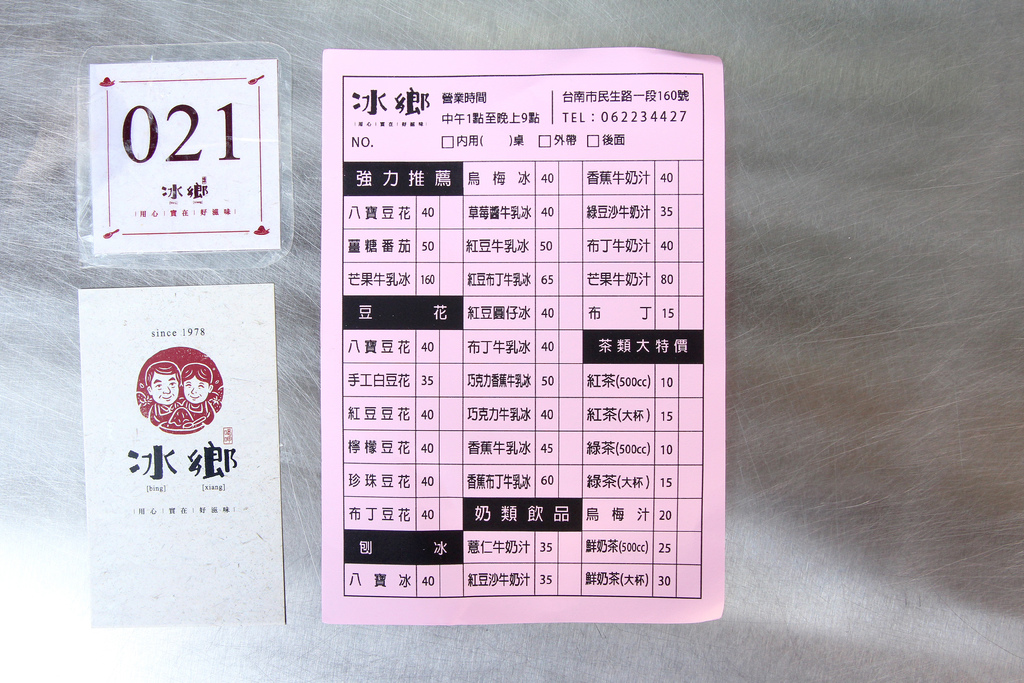 021
冰鄉
用心 實在 好滋味
since 1978
冰鄉
[bing] [xiang]
用心 實在 好滋味
冰鄉
用心 實在 好滋味
營業時間
中午1點至晚上9點
台南市民生路一段160號
TEL:062234427
NO. 內用( )桌 外帶 後面
強力推薦
八寶豆花 40
薑糖番茄 50
芒果牛乳冰 160
豆花
八寶豆花 40
手工白豆花 35
紅豆豆花 40
檸檬豆花 40
珍珠豆花 40
布丁豆花 40
刨冰
八寶冰 40
烏梅冰 40
草莓醬牛乳冰 40
紅豆牛乳冰 50
紅豆布丁牛乳冰 65
紅豆圓仔冰 40
布丁牛乳冰 40
巧克力香蕉牛乳冰 50
巧克力牛乳冰 40
香蕉牛乳冰 45
香蕉布丁牛乳冰 60
奶類飲品
薏仁牛奶汁 35
紅豆沙牛奶汁 35
香蕉牛奶汁 40
綠豆沙牛奶汁 35
布丁牛奶汁 40
芒果牛奶汁 80
布丁 15
茶類大特價
紅茶(500cc) 10
紅茶(大杯) 15
綠茶(500cc) 10
綠茶(大杯) 15
烏梅汁 20
鮮奶茶(500cc) 25
鮮奶茶(大杯) 30